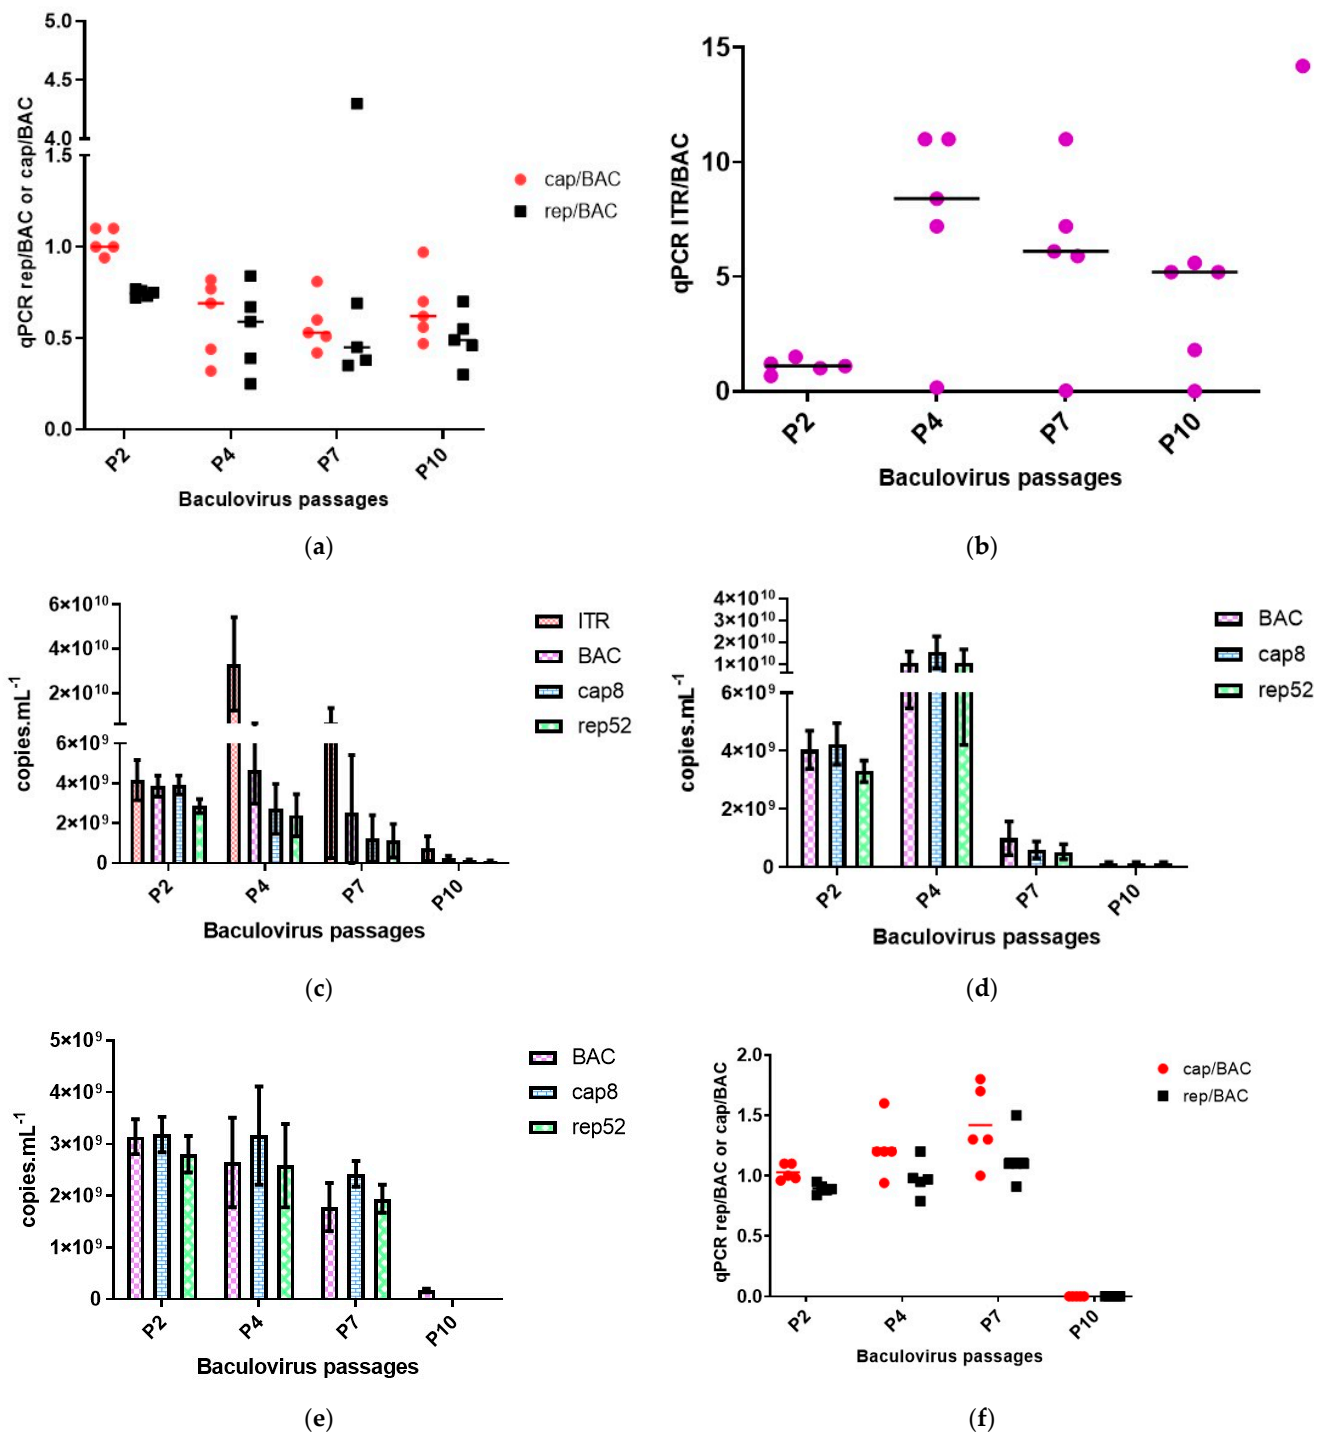 5.0
4.5
4.0
1.5
1.0
0.5
0.0
qPCR rep/BAC or cap/BAC
P2
P4
P7
P10
Baculovirus passages
cap/BAC
rep/BAC
(a)
15
10
5
0
qPCR ITR/BAC
P2
P4
P7
P10
Baculovirus passages
(b)
6×10¹⁰
4×10¹⁰
2×10¹⁰
6×10⁹
4×10⁹
2×10⁹
0
copies.mL⁻¹
P2
P4
P7
P10
Baculovirus passages
ITR
BAC
cap8
rep52
(c)
4×10¹⁰
3×10¹⁰
2×10¹⁰
1×10¹⁰
6×10⁹
4×10⁹
2×10⁹
0
copies.mL⁻¹
P2
P4
P7
P10
Baculovirus passages
BAC
cap8
rep52
(d)
5×10⁹
4×10⁹
3×10⁹
2×10⁹
1×10⁹
0
copies.mL⁻¹
P2
P4
P7
P10
Baculovirus passages
BAC
cap8
rep52
(e)
2.0
1.5
1.0
0.5
0.0
qPCR rep/BAC or cap/BAC
P2
P4
P7
P10
Baculovirus passages
cap/BAC
rep/BAC
(f)